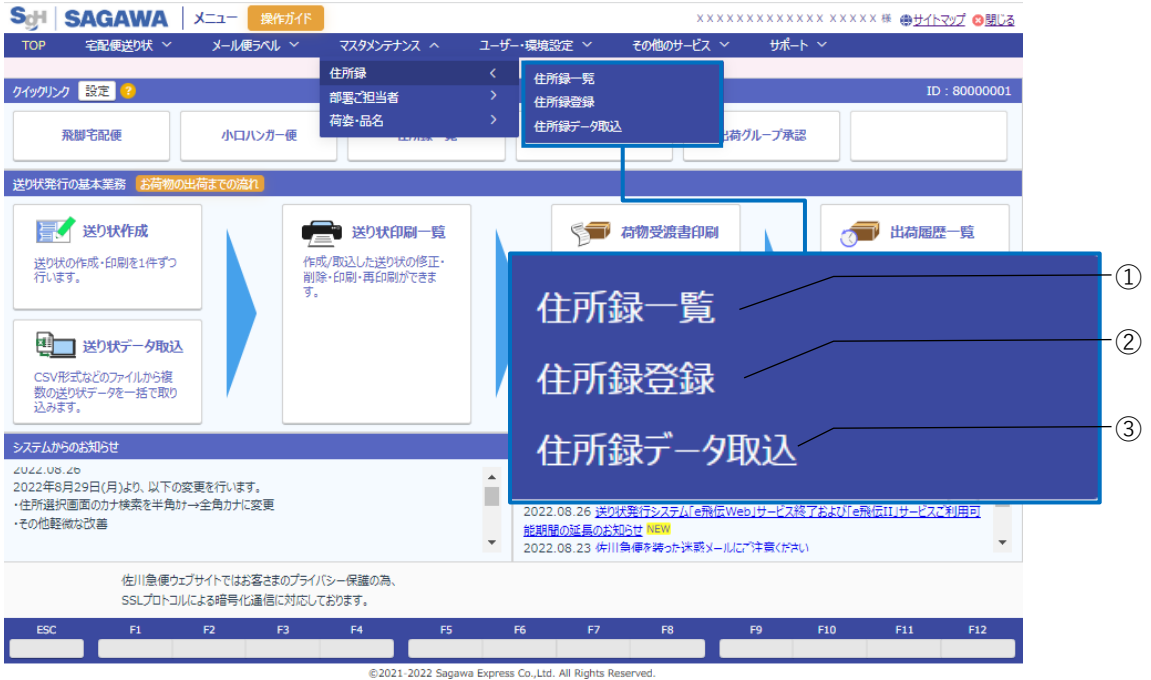 SGH SAGAWA メニュー 操作ガイド XXXXXXXXXXXXX XXXXX 様 サイトマップ 閉じる
TOP 宅配便送り状 メール便ラベル マスタメンテナンス ユーザー・環境設定 その他のサービス サポート
住所録
部署ご担当者
荷姿・品名
住所録一覧
住所録登録
住所録データ取込
クイックリンク 設定 ? ID : 80000001
飛脚宅配便 小口ハンガー便 出荷グループ承認
送り状発行の基本業務 お荷物の出荷までの流れ
送り状作成
送り状の作成・印刷を1件ずつ
行います。
送り状データ取込
CSV形式などのファイルから複
数の送り状データを一括で取り
込みます。
送り状印刷一覧
作成/取込した送り状の修正・
削除・印刷・再印刷ができま
す。
荷物受渡書印刷
出荷履歴一覧
住所録一覧 ①
住所録登録 ②
住所録データ取込 ③
システムからのお知らせ
2022.08.26
2022年8月29日(月)より、以下の変更を行います。
・住所選択画面のカナ検索を半角ｶﾅ→全角カナに変更
・その他軽微な改善
2022.08.26 送り状発行システム「e飛伝Web」サービス終了および「e飛伝II」サービスご利用可
能期間の延長のお知らせ NEW
2022.08.23 佐川急便を装った迷惑メールにご注意ください
佐川急便ウェブサイトではお客さまのプライバシー保護の為、
SSLプロトコルによる暗号化通信に対応しております。
ESC F1 F2 F3 F4 F5 F6 F7 F8 F9 F10 F11 F12
©2021-2022 Sagawa Express Co.,Ltd. All Rights Reserved.